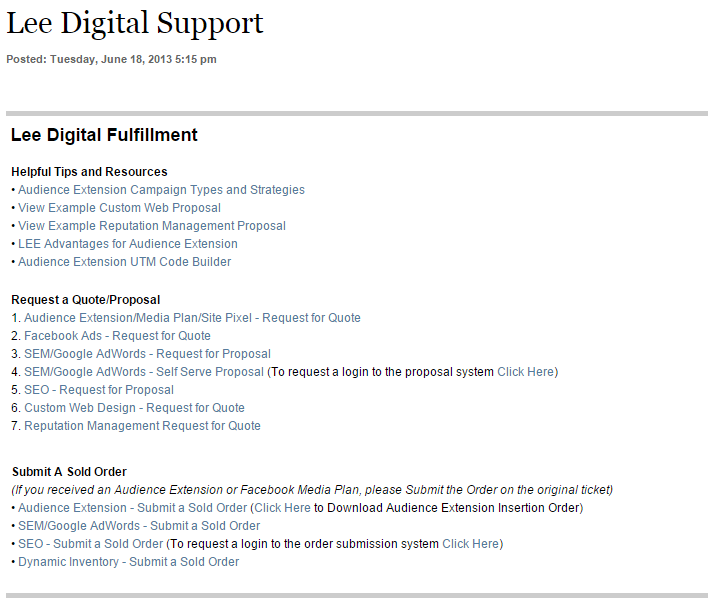 Lee Digital Support
Posted: Tuesday, June 18, 2013 5:15 pm
Lee Digital Fulfillment
Helpful Tips and Resources
• Audience Extension Campaign Types and Strategies
• View Example Custom Web Proposal
• View Example Reputation Management Proposal
• LEE Advantages for Audience Extension
• Audience Extension UTM Code Builder
Request a Quote/Proposal
1. Audience Extension/Media Plan/Site Pixel - Request for Quote
2. Facebook Ads - Request for Quote
3. SEM/Google AdWords - Request for Proposal
4. SEM/Google AdWords - Self Serve Proposal (To request a login to the proposal system Click Here)
5. SEO - Request for Proposal
6. Custom Web Design - Request for Quote
7. Reputation Management Request for Quote
Submit A Sold Order
(If you received an Audience Extension or Facebook Media Plan, please Submit the Order on the original ticket)
• Audience Extension - Submit a Sold Order (Click Here to Download Audience Extension Insertion Order)
• SEM/Google AdWords - Submit a Sold Order
• SEO - Submit a Sold Order (To request a login to the order submission system Click Here)
• Dynamic Inventory - Submit a Sold Order